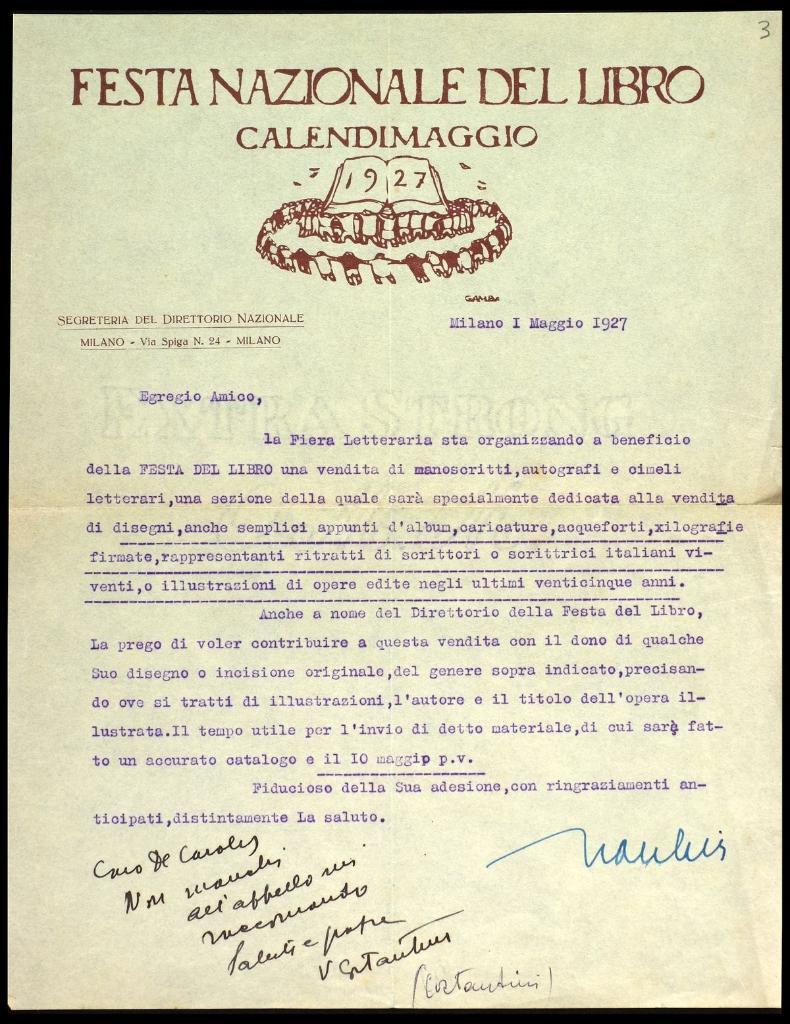 3
FESTA NAZIONALE DEL LIBRO
CALENDIMAGGIO
1927
GAMBA
SEGRETERIA DEL DIRETTORIO NAZIONALE
MILANO - Via Spiga N. 24 - MILANO
Milano I Maggio I927
Egregio Amico,
la Fiera Letteraria sta organizzando a beneficio
della FESTA DEL LIBRO una vendita di manoscritti,autografi e cimeli
letterari,una sezione della quale sarà specialmente dedicata alla vendita
di disegni,anche semplici appunti d'album,caricature,acqueforti,xilografie
firmate,rappresentanti ritratti di scrittori o scrittrici italiani vi-
venti,o illustrazioni di opere edite negli ultimi venticinque anni.
Anche a nome del Direttorio della Festa del Libro,
La prego di voler contribuire a questa vendita con il dono di qualche
Suo disegno o incisione originale,del genere sopra indicato,precisan-
do ove si tratti di illustrazioni,l'autore e il titolo dell'opera il-
lustrata.Il tempo utile per l'invio di detto materiale,di cui sarà fat-
to un accurato catalogo e il I0 maggip p.v.
Fiducioso della Sua adesione,con ringraziamenti an-
ticipati,distintamente La saluto.
Caro De Carolis
Non manchi
all'appello mi
raccomando
Saluti e
V Costantini
(Costantini)
EXTRA STRONG